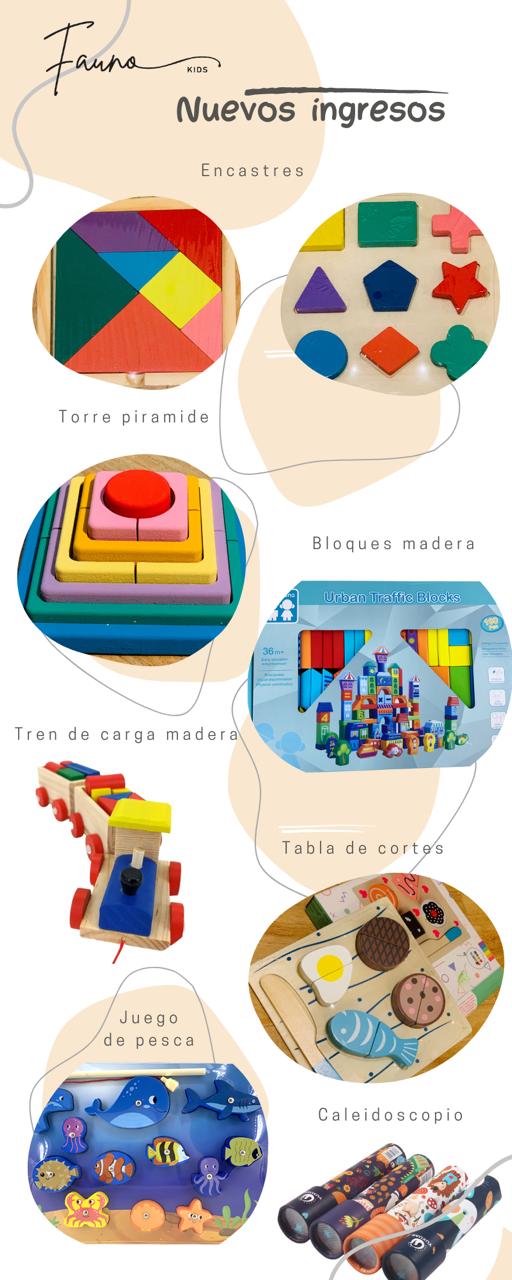 Fauno KIDS
Nuevos ingresos
Encastres
Torre piramide
Bloques madera
Urban Traffic Blocks
36m+
Tren de carga madera
Tabla de cortes
Juego
de pesca
Caleidoscopio